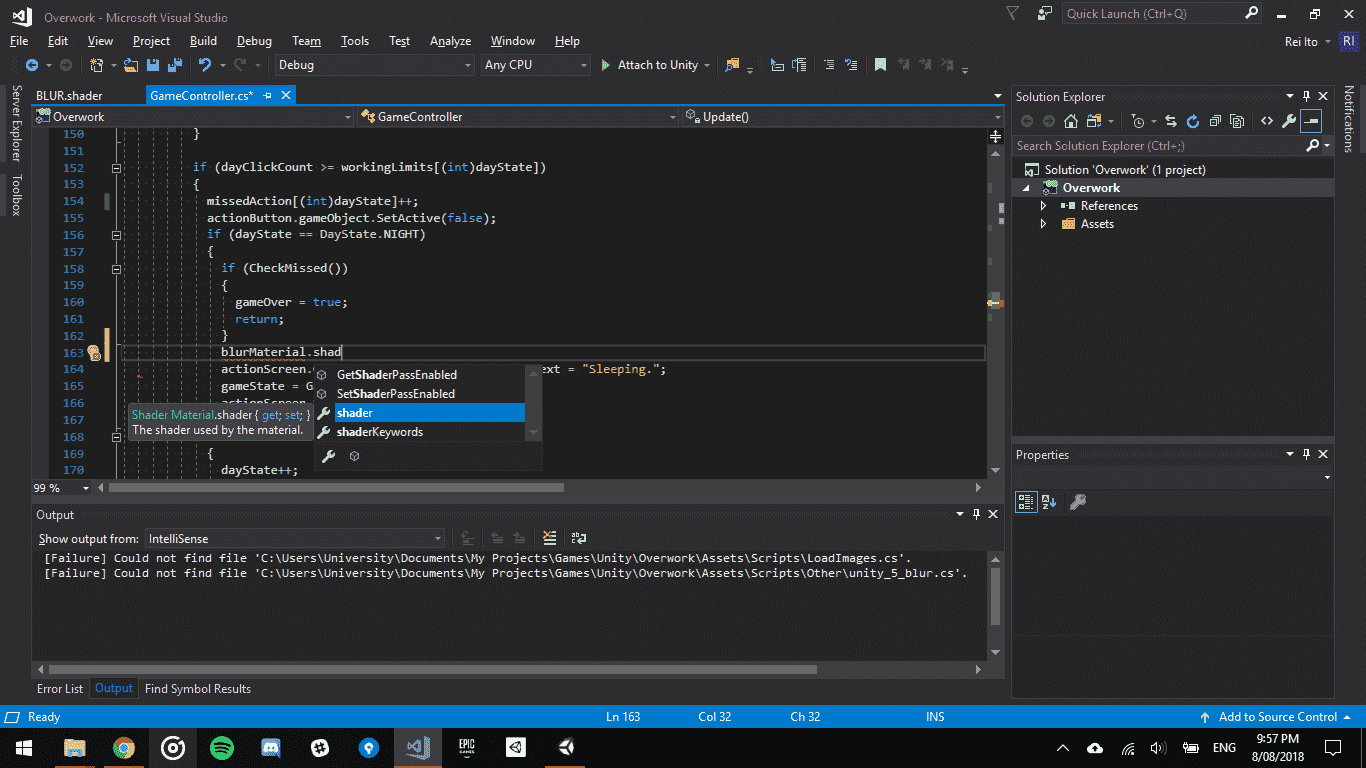 Overwork - Microsoft Visual Studio
Quick Launch (Ctrl+Q)
File Edit View Project Build Debug Team Tools Test Analyze Window Help
Rei Ito RI
Debug Any CPU Attach to Unity
Server Explorer
Toolbox
Notifications
BLUR.shader GameController.cs*
Overwork GameController Update()
150 }
151
152 if (dayClickCount >= workingLimits[(int)dayState])
153 {
154 missedAction[(int)dayState]++;
155 actionButton.gameObject.SetActive(false);
156 if (dayState == DayState.NIGHT)
157 {
158 if (CheckMissed())
159 {
160 gameOver = true;
161 return;
162 }
163 blurMaterial.shad
164 actionScreen. ext = "Sleeping.";
165 gameState = G
166
167
168
169 {
170 dayState++;
GetShaderPassEnabled
SetShaderPassEnabled
shader
shaderKeywords
Shader Material.shader { get; set; }
The shader used by the material.
99 %
Solution Explorer
Search Solution Explorer (Ctrl+;)
Solution 'Overwork' (1 project)
Overwork
References
Assets
Properties
Output
Show output from: IntelliSense
[Failure] Could not find file 'C:\Users\University\Documents\My Projects\Games\Unity\Overwork\Assets\Scripts\LoadImages.cs'.
[Failure] Could not find file 'C:\Users\University\Documents\My Projects\Games\Unity\Overwork\Assets\Scripts\Other\unity_5_blur.cs'.
Error List Output Find Symbol Results
Ready Ln 163 Col 32 Ch 32 INS Add to Source Control
EPIC GAMES
ENG 9:57 PM
8/08/2018